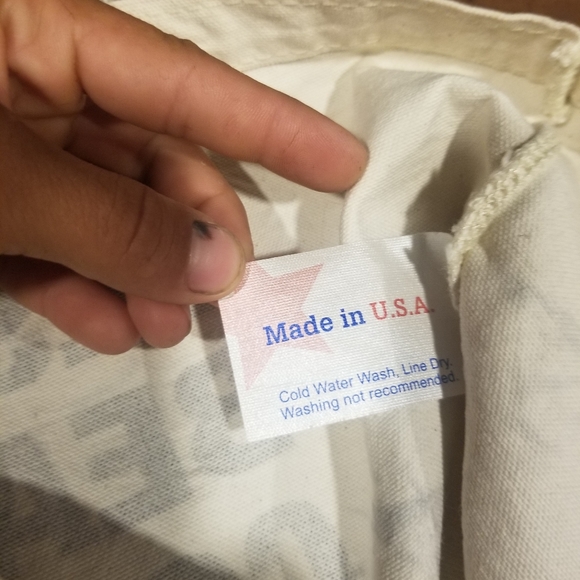 Made in U.S.A.
Cold Water Wash, Line Dry.
Washing not recommended.